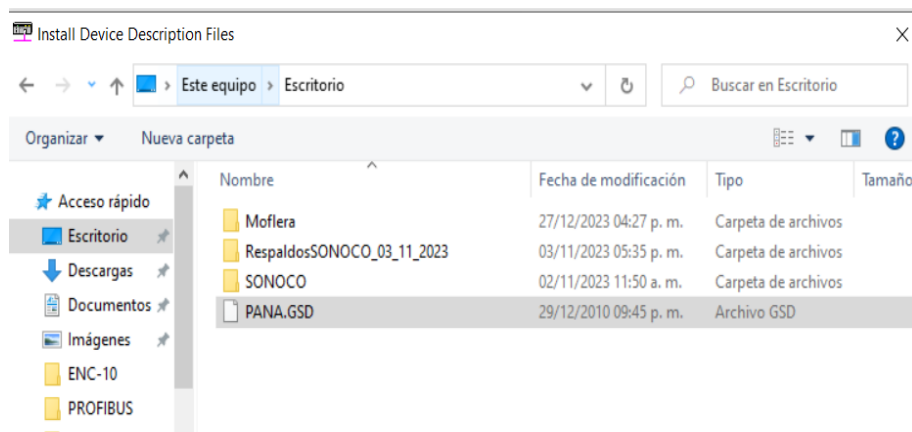 Install Device Description Files
Este equipo > Escritorio
Buscar en Escritorio
Organizar
Nueva carpeta
Nombre
Fecha de modificación
Tipo
Tamaño
Acceso rápido
Escritorio
Descargas
Documentos
Imágenes
ENC-10
PROFIBUS
Moflera 27/12/2023 04:27 p. m. Carpeta de archivos
RespaldosSONOCO_03_11_2023 03/11/2023 05:35 p. m. Carpeta de archivos
SONOCO 02/11/2023 11:50 a. m. Carpeta de archivos
PANA.GSD 29/12/2010 09:45 p. m. Archivo GSD